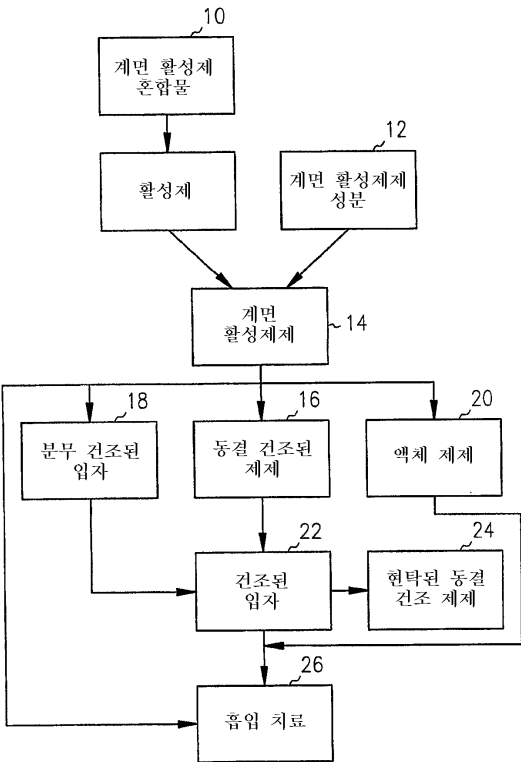 10
계면 활성제
혼합물
12
활성제
계면 활성제제
성분
계면
활성제제
14
18
16
20
분무 건조된
입자
동결 건조된
제제
액체 제제
22
24
건조된
입자
현탁된 동결
건조 제제
26
흡입 치료